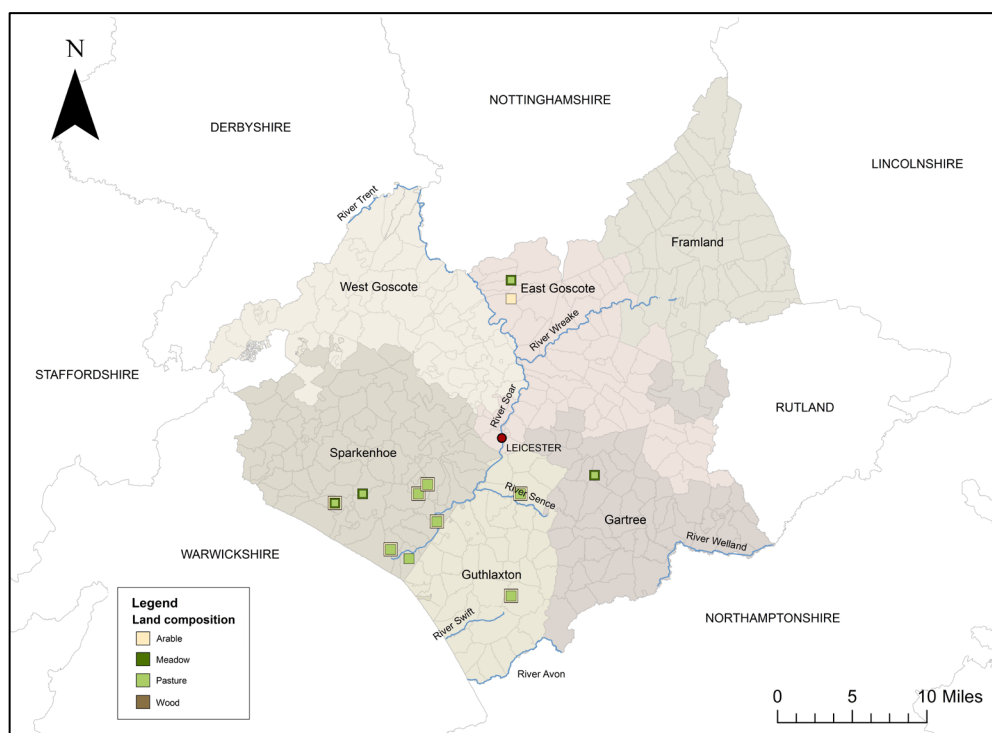 N
NOTTINGHAMSHIRE
DERBYSHIRE
LINCOLNSHIRE
River Trent
Framland
West Goscote
East Goscote
River Wreake
STAFFORDSHIRE
RUTLAND
River Soar
LEICESTER
Sparkenhoe
River Sence
Gartree
River Welland
WARWICKSHIRE
Guthlaxton
NORTHAMPTONSHIRE
River Swift
River Avon
Legend
Land composition
Arable
Meadow
Pasture
Wood
0 5 10 Miles